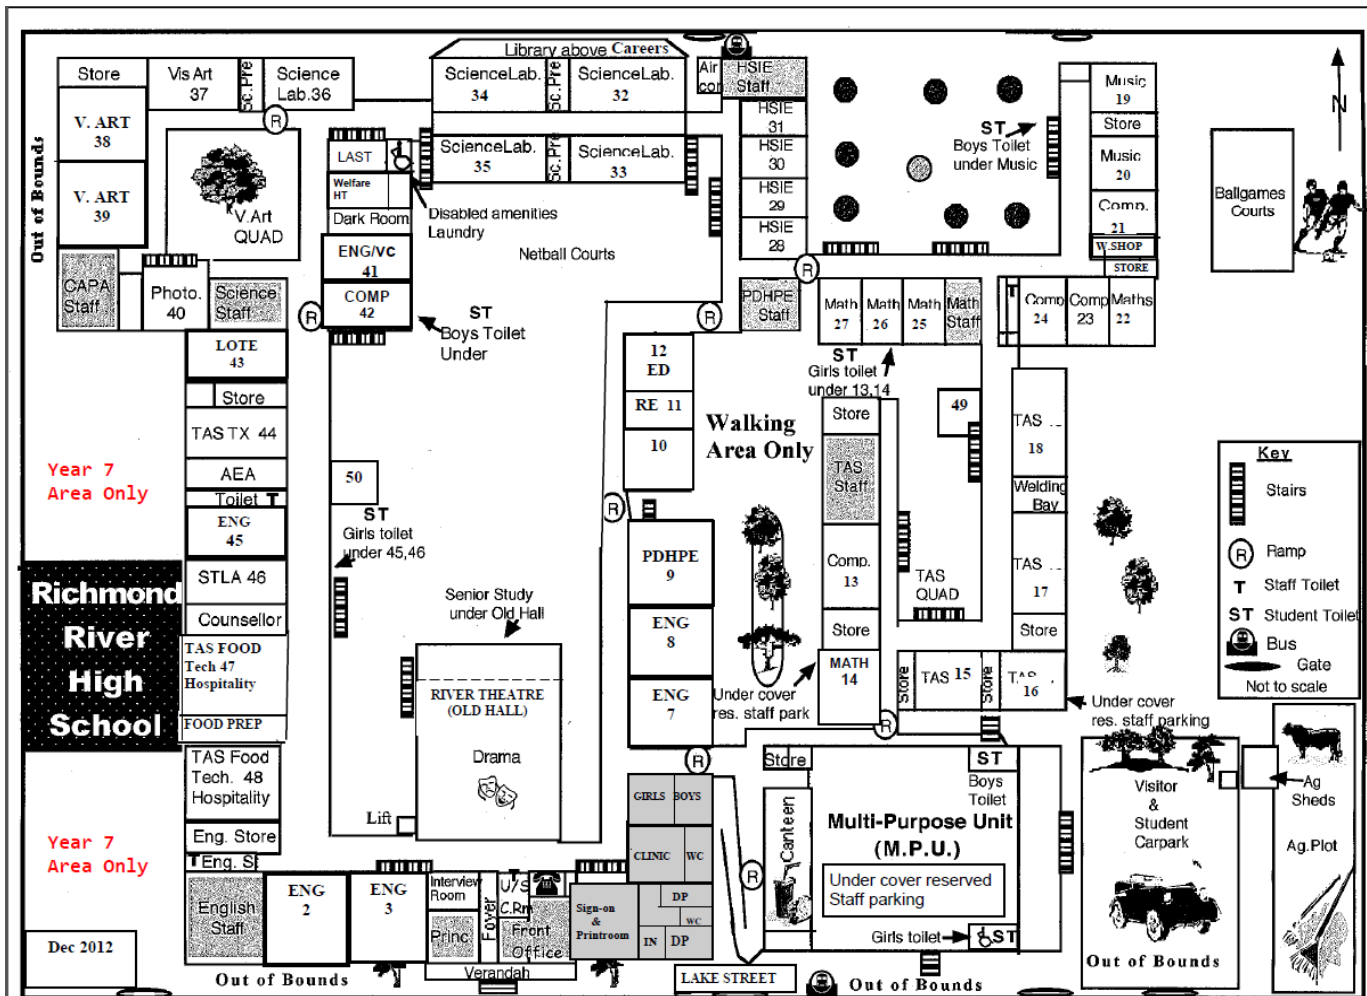 Library above Careers
Store
Vis Art
37
Sc.Pre
Science
Lab.36
ScienceLab.
34
Sc.Pre
ScienceLab.
32
Air
con
HSIE
Staff
Music
19
N
V. ART
38
R
HSIE
31
ST
Boys Toilet
under Music
Store
LAST
ScienceLab.
35
Sc.Pre
ScienceLab.
33
HSIE
30
Music
20
Out of Bounds
V. ART
39
Welfare
HT
HSIE
29
Ballgames
Courts
V.Art
QUAD
Dark Room
Disabled amenities
Laundry
Comp.
21
ENG/VC
41
Netball Courts
HSIE
28
W.SHOP
STORE
R
CAPA
Staff
Photo.
40
Science
Staff
COMP
42
R
ST
Boys Toilet
Under
R
PDHPE
Staff
Math
27
Math
26
Math
25
Math
Staff
T
Comp
24
Comp
23
Maths
22
LOTE
43
12
ED
ST
Girls toilet
under 13,14
Store
RE 11
Walking
Area Only
Store
49
TAS
18
TAS TX 44
10
TAS
Staff
Key
Stairs
Year 7
Area Only
AEA
50
Welding
Bay
Toilet T
ST
Girls toilet
under 45,46
R
R
Ramp
ENG
45
PDHPE
9
Comp.
13
TAS
QUAD
TAS
17
T Staff Toilet
STLA 46
Senior Study
under Old Hall
ST Student Toilet
Richmond
River
High
School
Counsellor
ENG
8
Store
Store
Bus
Gate
Not to scale
TAS FOOD
Tech 47
Hospitality
RIVER THEATRE
(OLD HALL)
MATH
14
Store
TAS 15
Store
16
Under cover
res. staff park
Under cover
res. staff parking
ENG
7
R
FOOD PREP
TAS Food
Tech. 48
Hospitality
Drama
R
Store
ST
Boys
Toilet
Visitor
&
Student
Carpark
Ag
Sheds
GIRLS
BOYS
Lift
Canteen
Multi-Purpose Unit
(M.P.U.)
Ag.Plot
Year 7
Area Only
Eng. Store
T Eng. St
CLINIC
WC
R
Under cover reserved
Staff parking
English
Staff
ENG
2
ENG
3
Interview
Room
Princ
Foyer
T
U/S
C.Rm
Front
Office
Sign-on
&
Printroom
DP
WC
IN
DP
Girls toilet
ST
Dec 2012
Out of Bounds
Verandah
Out of Bounds
LAKE STREET
Out of Bounds
Out of Bounds